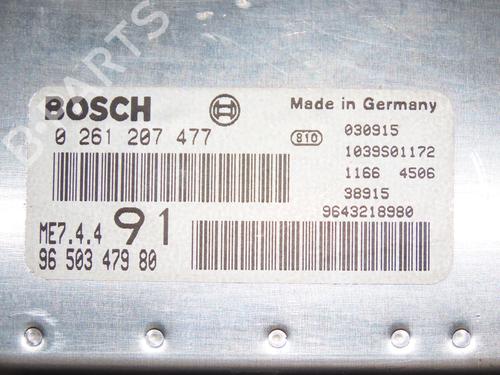 B-PARTS
BOSCH
Made in Germany
0 261 207 477
810 030915
1039S01172
1166 4506
38915
9643218980
ME7.4.4 91
96 503 479 80